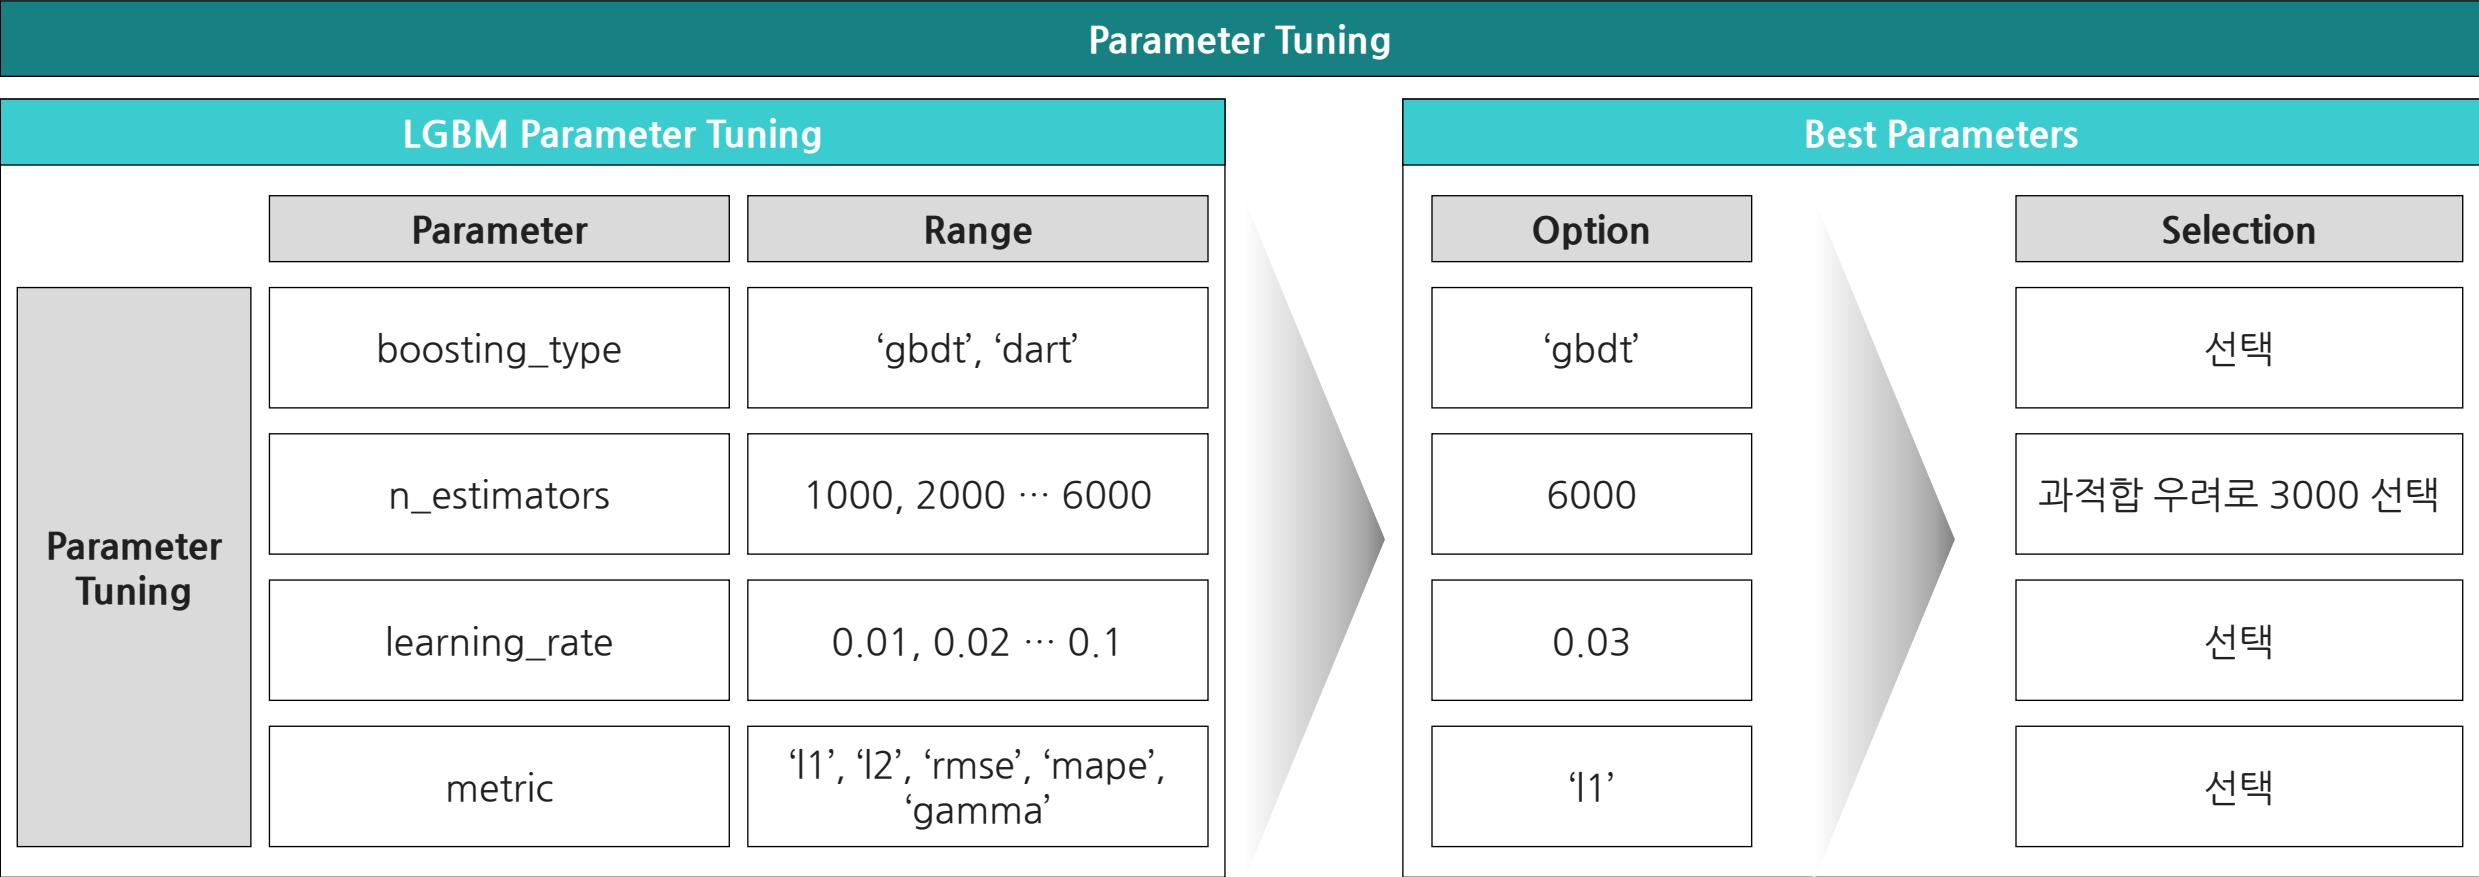 Parameter Tuning
LGBM Parameter Tuning
Best Parameters
Parameter
Range
Option
Selection
Parameter
Tuning
boosting_type
‘gbdt’, ‘dart’
‘gbdt’
선택
n_estimators
1000, 2000 ··· 6000
6000
과적합 우려로 3000 선택
learning_rate
0.01, 0.02 ··· 0.1
0.03
선택
metric
‘l1’, ‘l2’, ‘rmse’, ‘mape’,
‘gamma’
‘l1’
선택